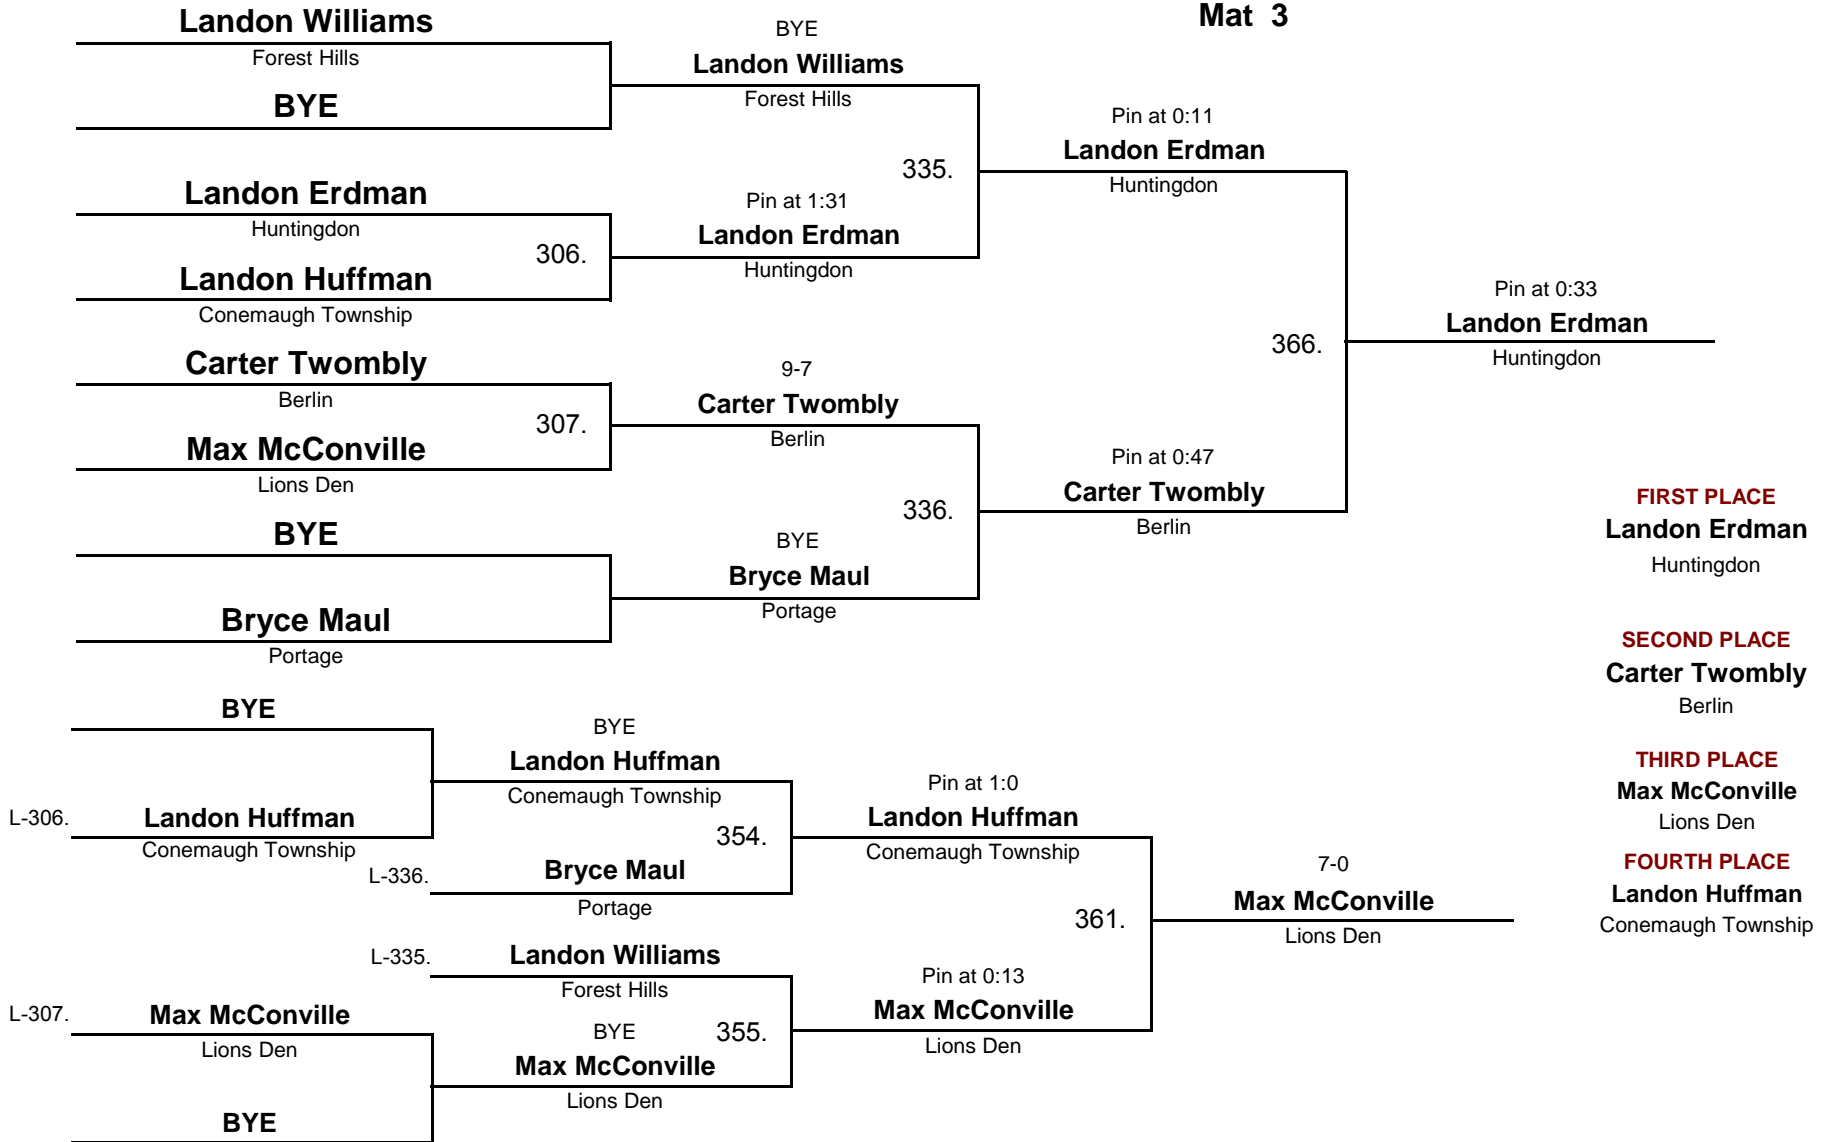 Mat 3
Landon Williams
Forest Hills
BYE
Landon Erdman
Huntingdon
306.
Landon Huffman
Conemaugh Township
Carter Twombly
Berlin
307.
Max McConville
Lions Den
BYE
Bryce Maul
Portage
BYE
Landon Williams
Forest Hills
335.
Pin at 1:31
Landon Erdman
Huntingdon
9-7
Carter Twombly
Berlin
336.
BYE
Bryce Maul
Portage
Pin at 0:11
Landon Erdman
Huntingdon
366.
Pin at 0:47
Carter Twombly
Berlin
Pin at 0:33
Landon Erdman
Huntingdon
FIRST PLACE
Landon Erdman
Huntingdon
SECOND PLACE
Carter Twombly
Berlin
THIRD PLACE
Max McConville
Lions Den
FOURTH PLACE
Landon Huffman
Conemaugh Township
BYE
L-306.
Landon Huffman
Conemaugh Township
L-307.
Max McConville
Lions Den
BYE
BYE
Landon Huffman
Conemaugh Township
354.
L-336.
Bryce Maul
Portage
L-335.
Landon Williams
Forest Hills
355.
BYE
Max McConville
Lions Den
Pin at 1:0
Landon Huffman
Conemaugh Township
361.
Pin at 0:13
Max McConville
Lions Den
7-0
Max McConville
Lions Den